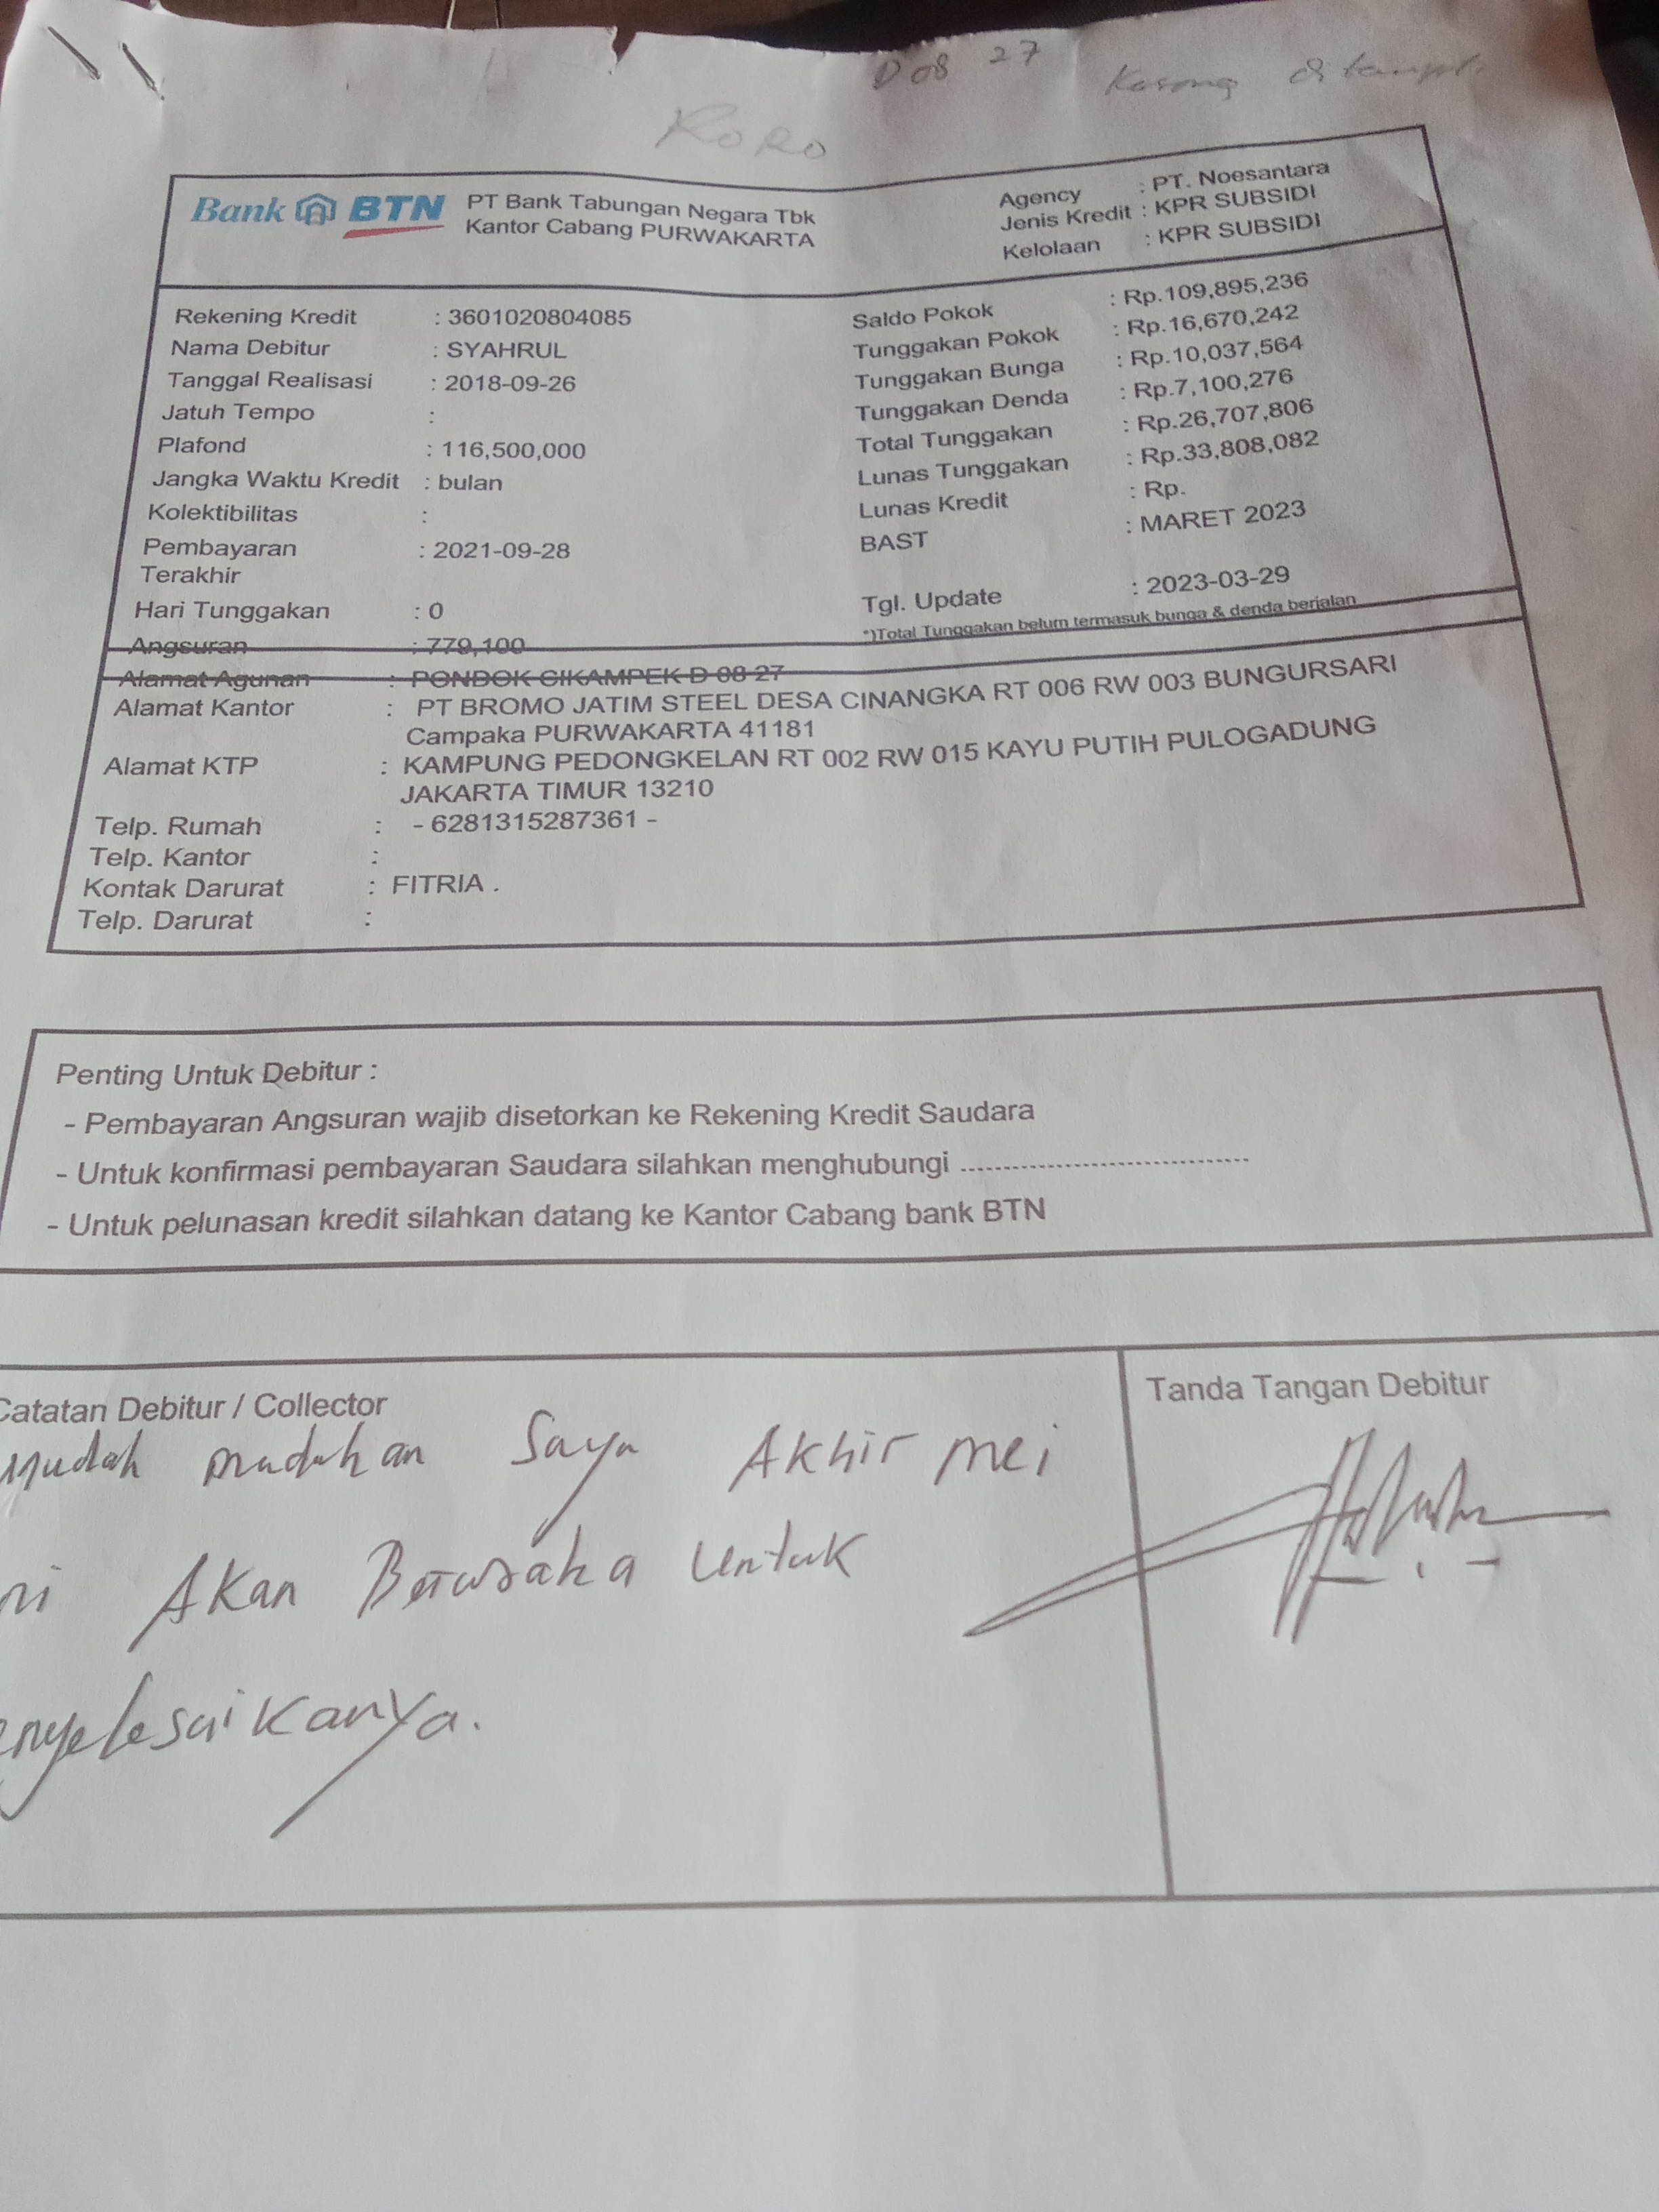 D 08 27
RORO
Bank BTN
PT Bank Tabungan Negara Tbk
Kantor Cabang PURWAKARTA
Agency : PT. Noesantara
Jenis Kredit : KPR SUBSIDI
Kelolaan : KPR SUBSIDI
Rekening Kredit : 3601020804085
Nama Debitur : SYAHRUL
Tanggal Realisasi : 2018-09-26
Jatuh Tempo :
Plafond : 116,500,000
Jangka Waktu Kredit : bulan
Kolektibilitas :
Pembayaran : 2021-09-28
Terakhir
Hari Tunggakan : 0
Angsuran : 779,100
Saldo Pokok : Rp.109,895,236
Tunggakan Pokok : Rp.16,670,242
Tunggakan Bunga : Rp.10,037,564
Tunggakan Denda : Rp.7,100,276
Total Tunggakan : Rp.26,707,806
Lunas Tunggakan : Rp.33,808,082
Lunas Kredit : Rp.
BAST : MARET 2023
Tgl. Update : 2023-03-29
*)Total Tunggakan belum termasuk bunga & denda berjalan
Alamat Agunan : PONDOK CIKAMPEK D 08 27
Alamat Kantor : PT BROMO JATIM STEEL DESA CINANGKA RT 006 RW 003 BUNGURSARI
Campaka PURWAKARTA 41181
Alamat KTP : KAMPUNG PEDONGKELAN RT 002 RW 015 KAYU PUTIH PULOGADUNG
JAKARTA TIMUR 13210
Telp. Rumah : - 6281315287361 -
Telp. Kantor :
Kontak Darurat : FITRIA .
Telp. Darurat :
Penting Untuk Debitur :
- Pembayaran Angsuran wajib disetorkan ke Rekening Kredit Saudara
- Untuk konfirmasi pembayaran Saudara silahkan menghubungi ................................
- Untuk pelunasan kredit silahkan datang ke Kantor Cabang bank BTN
Catatan Debitur / Collector
Tanda Tangan Debitur
Mudah mudahan Saya Akhir mei
ni Akan Berusaha untuk
enyelesaikanya.